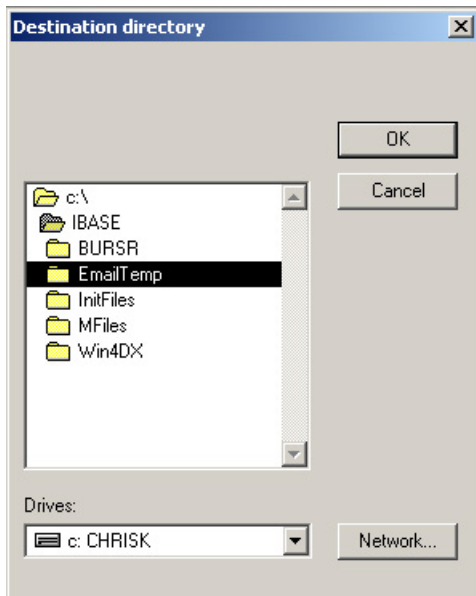 Destination directory
OK
Cancel
c:\
IBASE
BURSR
EmailTemp
InitFiles
MFiles
Win4DX
Drives:
c: CHRISK
Network...